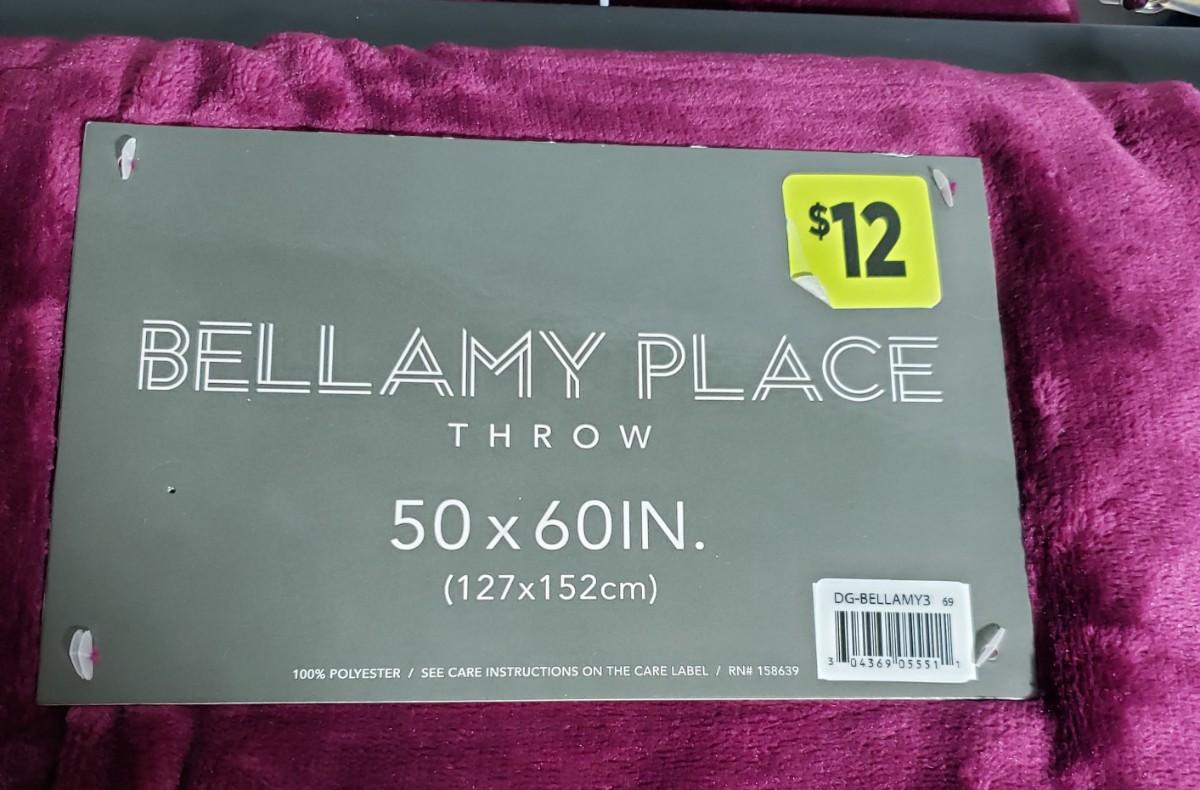 $12
BELLAMY PLACE
THROW
50 x 60IN.
(127x152cm)
DG-BELLAMY3 69
3 04369 05551 1
100% POLYESTER / SEE CARE INSTRUCTIONS ON THE CARE LABEL / RN# 158639